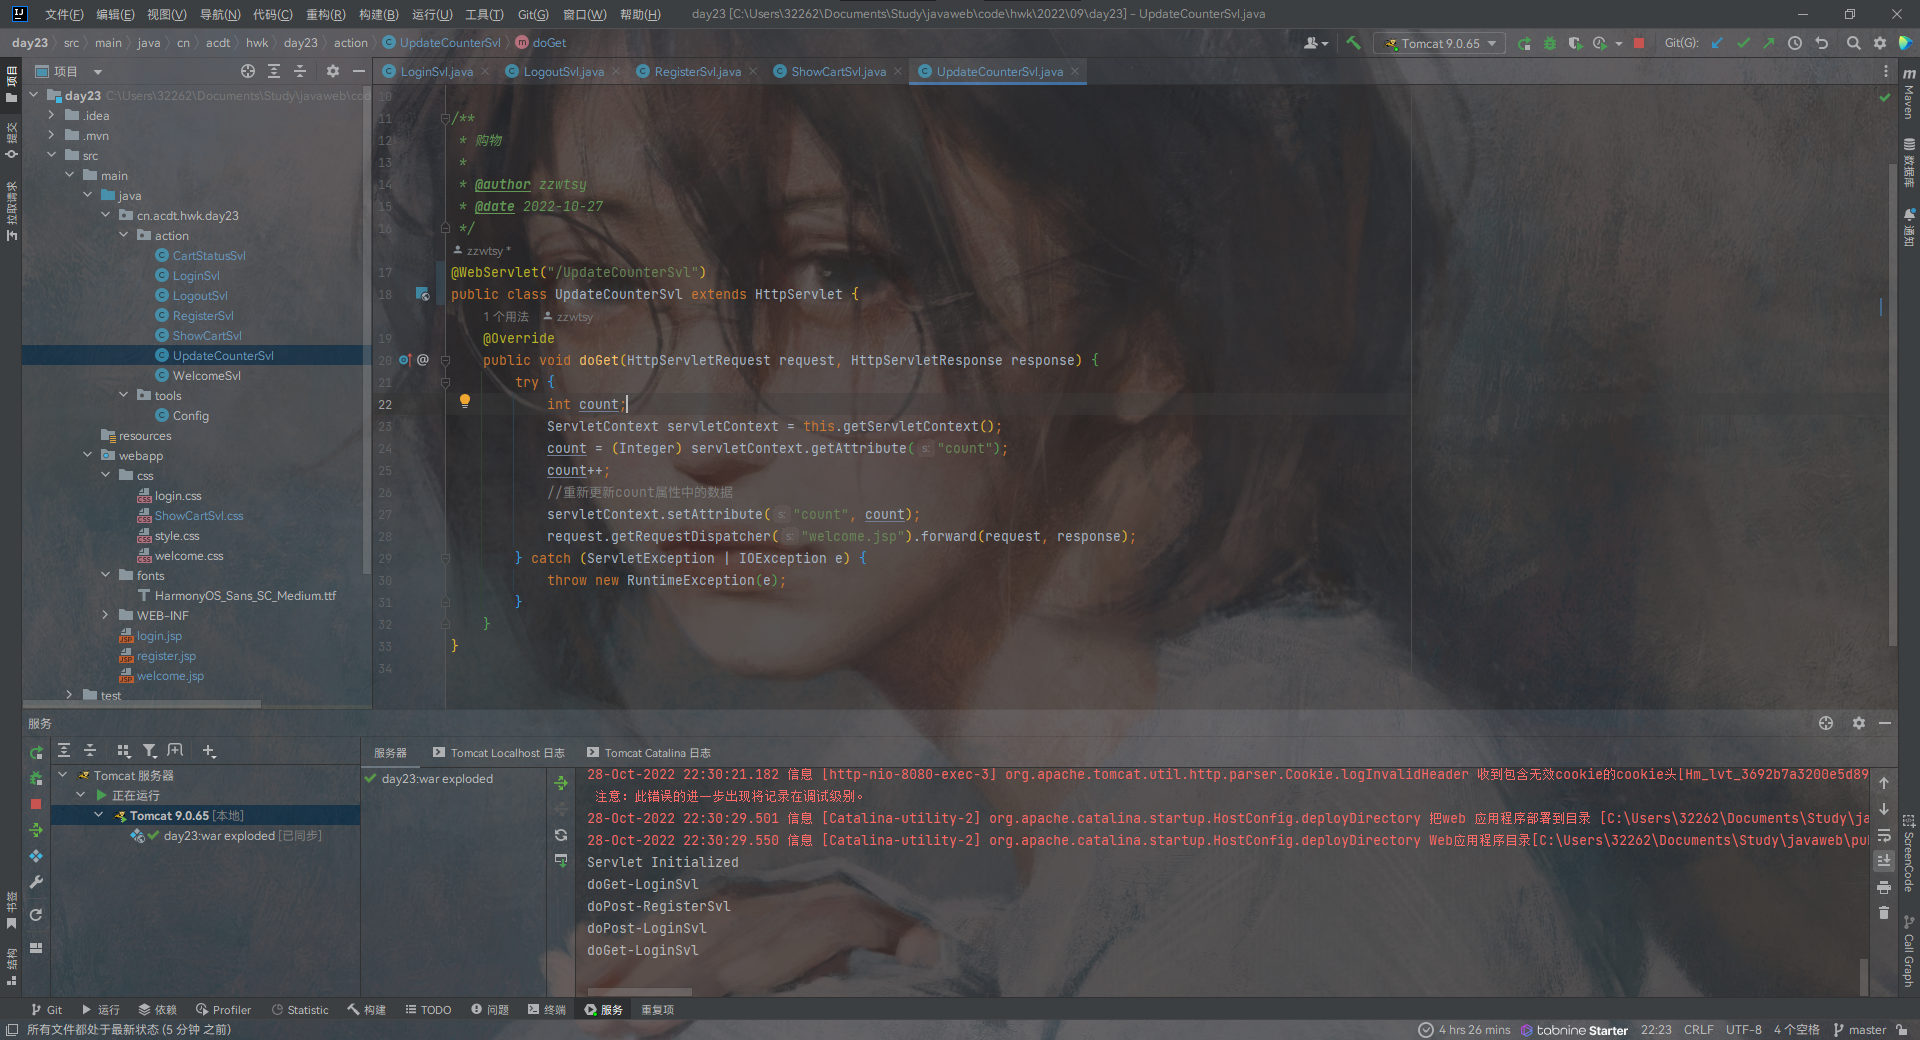 文件(F) 编辑(E) 视图(V) 导航(N) 代码(C) 重构(R) 构建(B) 运行(U) 工具(T) Git(G) 窗口(W) 帮助(H) day23 [C:\Users\32262\Documents\Study\javaweb\code\hwk\2022\09\day23] - UpdateCounterSvl.java
day23 src main java cn acdt hwk day23 action UpdateCounterSvl doGet Tomcat 9.0.65 Git(G):
项目 LoginSvl.java LogoutSvl.java RegisterSvl.java ShowCartSvl.java UpdateCounterSvl.java
项目
提交
拉取请求
书签
结构
day23 C:\Users\32262\Documents\Study\javaweb\cod
.idea
.mvn
src
main
java
cn.acdt.hwk.day23
action
CartStatusSvl
LoginSvl
LogoutSvl
RegisterSvl
ShowCartSvl
UpdateCounterSvl
WelcomeSvl
tools
Config
resources
webapp
css
login.css
ShowCartSvl.css
style.css
welcome.css
fonts
HarmonyOS_Sans_SC_Medium.ttf
WEB-INF
login.jsp
register.jsp
welcome.jsp
test
10
11 /**
12 * 购物
13 *
14 * @author zzwtsy
15 * @date 2022-10-27
16 */
zzwtsy *
17 @WebServlet("/UpdateCounterSvl")
18 public class UpdateCounterSvl extends HttpServlet {
1 个用法 zzwtsy
19 @Override
20 @ public void doGet(HttpServletRequest request, HttpServletResponse response) {
21 try {
22 int count;
23 ServletContext servletContext = this.getServletContext();
24 count = (Integer) servletContext.getAttribute( s: "count");
25 count++;
26 //重新更新count属性中的数据
27 servletContext.setAttribute( s: "count", count);
28 request.getRequestDispatcher( s: "welcome.jsp").forward(request, response);
29 } catch (ServletException | IOException e) {
30 throw new RuntimeException(e);
31 }
32 }
33 }
34
m
Maven
数据库
通知
ScreenCode
Call Graph
服务
服务器 Tomcat Localhost 日志 Tomcat Catalina 日志
Tomcat 服务器
正在运行
Tomcat 9.0.65 [本地]
day23:war exploded [已同步]
day23:war exploded
28-Oct-2022 22:30:21.182 信息 [http-nio-8080-exec-3] org.apache.tomcat.util.http.parser.Cookie.logInvalidHeader 收到包含无效cookie的cookie头[Hm_lvt_3692b7a3200e5d89
注意: 此错误的进一步出现将记录在调试级别。
28-Oct-2022 22:30:29.501 信息 [Catalina-utility-2] org.apache.catalina.startup.HostConfig.deployDirectory 把web 应用程序部署到目录 [C:\Users\32262\Documents\Study\ja
28-Oct-2022 22:30:29.550 信息 [Catalina-utility-2] org.apache.catalina.startup.HostConfig.deployDirectory Web应用程序目录[C:\Users\32262\Documents\Study\javaweb\pu
Servlet Initialized
doGet-LoginSvl
doPost-RegisterSvl
doPost-LoginSvl
doGet-LoginSvl
Git 运行 依赖 Profiler Statistic 构建 TODO 问题 终端 服务 重复项
所有文件都处于最新状态 (5 分钟 之前) 4 hrs 26 mins tabnine Starter 22:23 CRLF UTF-8 4 个空格 master